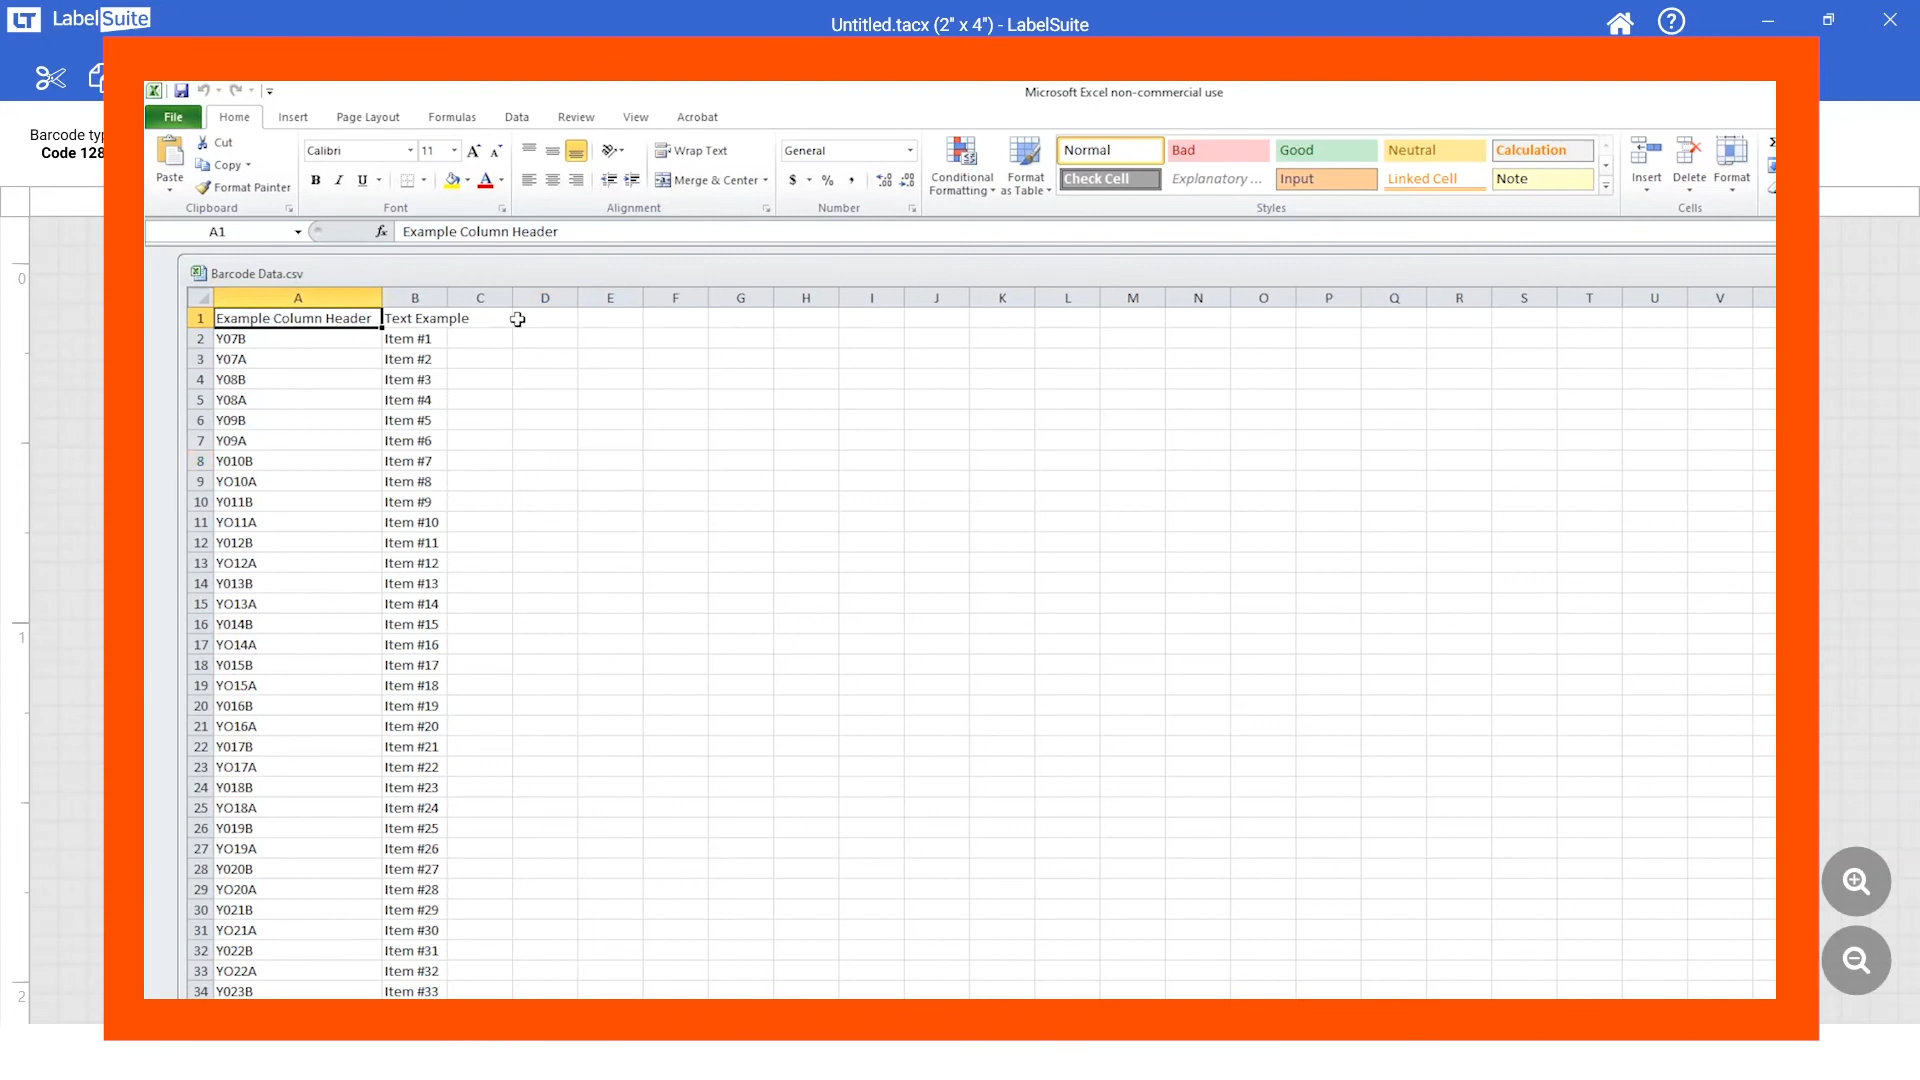 LT LabelSuite
Untitled.tacx (2" x 4") - LabelSuite
Barcode typ
Code 128
0
1
2
Microsoft Excel non-commercial use
File Home Insert Page Layout Formulas Data Review View Acrobat
Paste
Cut
Copy
Format Painter
Clipboard
Calibri 11
B I U
Font
Wrap Text
Merge & Center
Alignment
General
$ % ,
Number
Conditional Formatting
Format as Table
Normal Bad Good Neutral Calculation
Check Cell Explanatory ... Input Linked Cell Note
Styles
Insert Delete Format
Cells
A1 fx Example Column Header
Barcode Data.csv
A B C D E F G H I J K L M N O P Q R S T U V
1 Example Column Header Text Example
2 Y07B Item #1
3 Y07A Item #2
4 Y08B Item #3
5 Y08A Item #4
6 Y09B Item #5
7 Y09A Item #6
8 Y010B Item #7
9 YO10A Item #8
10 Y011B Item #9
11 YO11A Item #10
12 Y012B Item #11
13 YO12A Item #12
14 Y013B Item #13
15 YO13A Item #14
16 Y014B Item #15
17 YO14A Item #16
18 Y015B Item #17
19 YO15A Item #18
20 Y016B Item #19
21 YO16A Item #20
22 Y017B Item #21
23 YO17A Item #22
24 Y018B Item #23
25 YO18A Item #24
26 Y019B Item #25
27 YO19A Item #26
28 Y020B Item #27
29 YO20A Item #28
30 Y021B Item #29
31 YO21A Item #30
32 Y022B Item #31
33 YO22A Item #32
34 Y023B Item #33